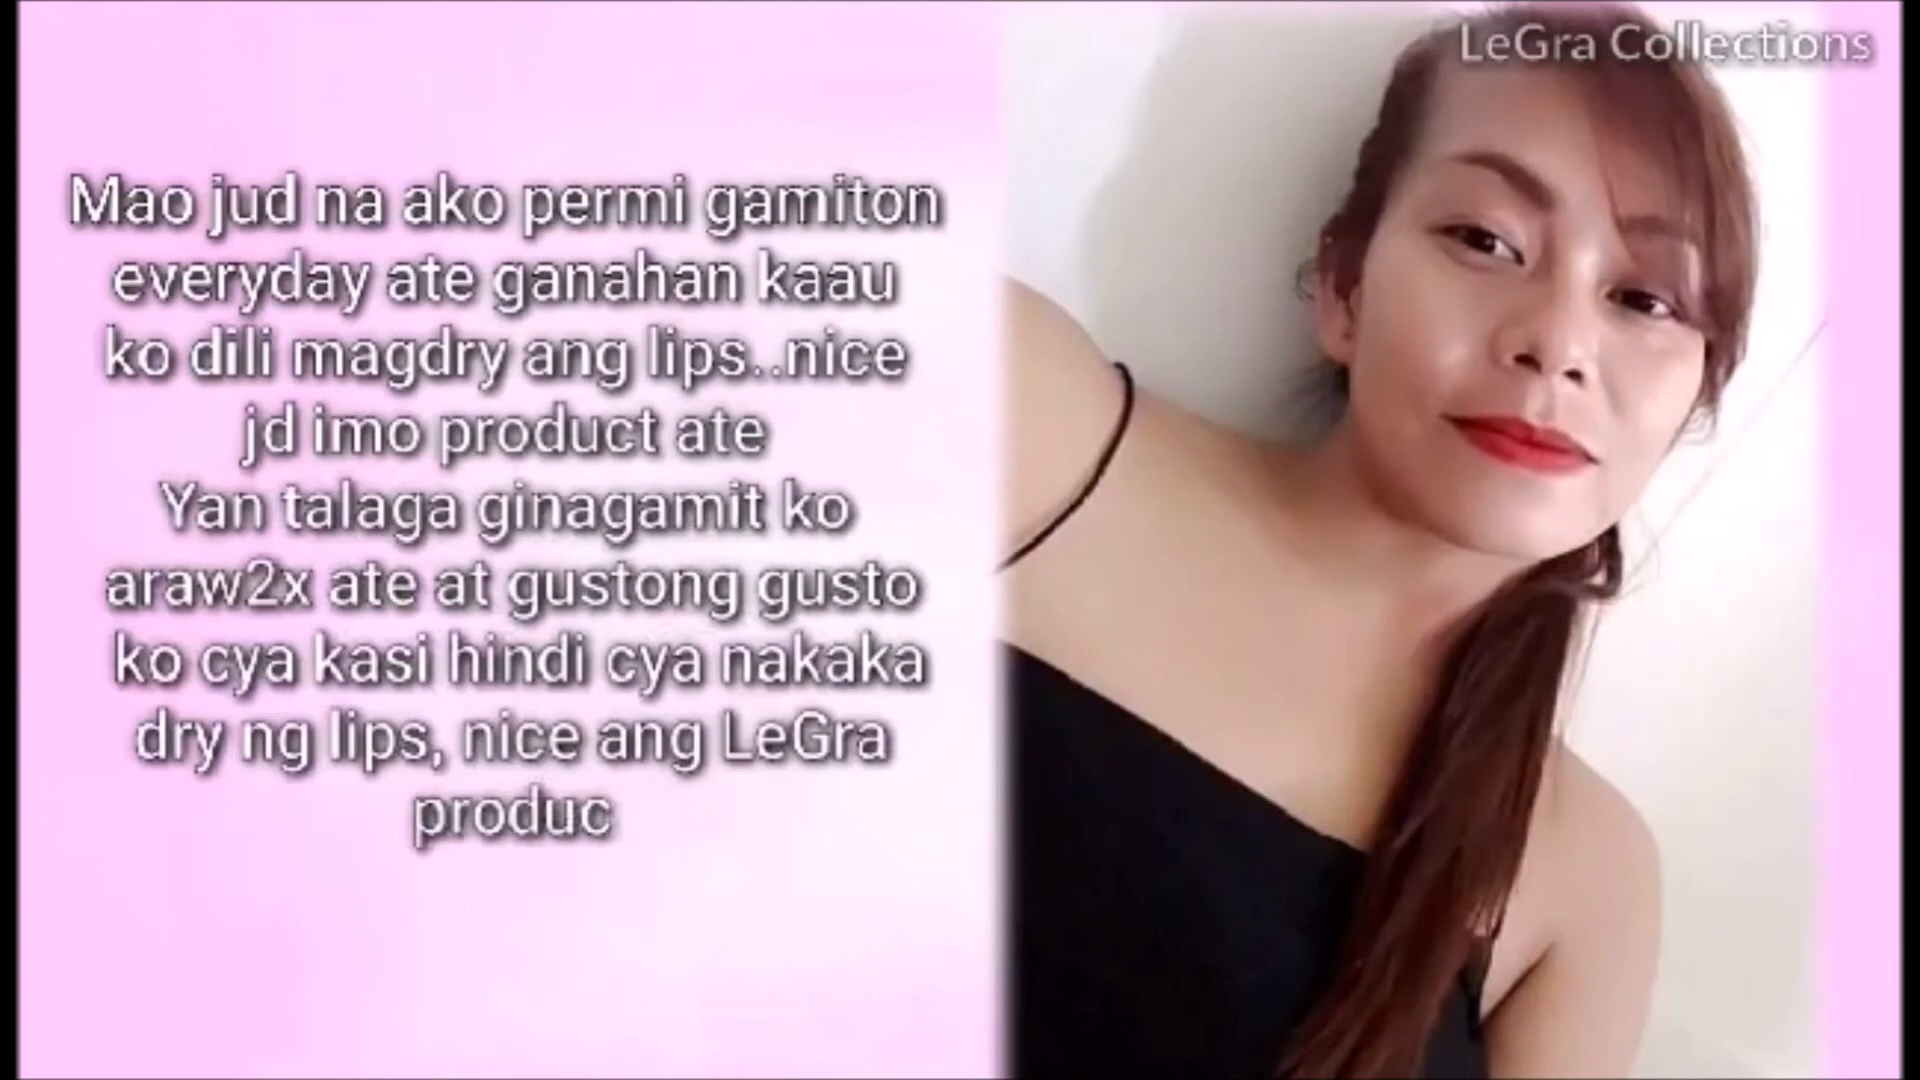 LeGra Collections
Mao jud na ako permi gamiton
everyday ate ganahan kaau
ko dili magdry ang lips..nice
jd imo product ate
Yan talaga ginagamit ko
araw2x ate at gustong gusto
ko cya kasi hindi cya nakaka
dry ng lips, nice ang LeGra
produc